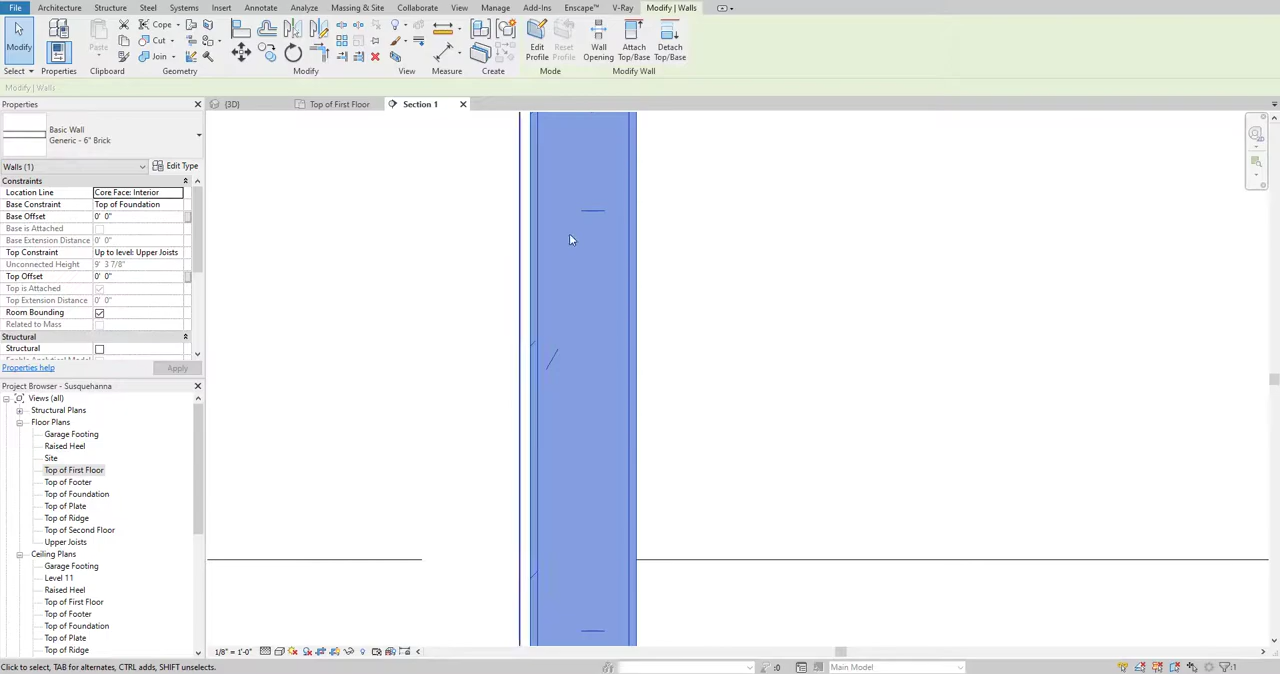 File Architecture Structure Steel Systems Insert Annotate Analyze Massing & Site Collaborate View Manage Add-Ins Enscape™ V-Ray Modify | Walls
Modify
Paste
Cope
Cut
Join
Edit Profile
Reset Profile
Wall Opening
Attach Top/Base
Detach Top/Base
Select Properties Clipboard Geometry Modify View Measure Create Mode Modify Wall
Modify | Walls
Properties
{3D}
Top of First Floor
Section 1
Basic Wall
Generic - 6" Brick
Walls (1)
Edit Type
Constraints
Location Line Core Face: Interior
Base Constraint Top of Foundation
Base Offset 0' 0"
Base is Attached
Base Extension Distance 0' 0"
Top Constraint Up to level: Upper Joists
Unconnected Height 9' 3 7/8"
Top Offset 0' 0"
Top is Attached
Top Extension Distance 0' 0"
Room Bounding
Related to Mass
Structural
Structural
Properties help
Apply
Project Browser - Susquehanna
Views (all)
Structural Plans
Floor Plans
Garage Footing
Raised Heel
Site
Top of First Floor
Top of Footer
Top of Foundation
Top of Plate
Top of Ridge
Top of Second Floor
Upper Joists
Ceiling Plans
Garage Footing
Level 11
Raised Heel
Top of First Floor
Top of Footer
Top of Foundation
Top of Plate
Top of Ridge
1/8" = 1'-0"
Click to select, TAB for alternates, CTRL adds, SHIFT unselects.
:0
Main Model
:1